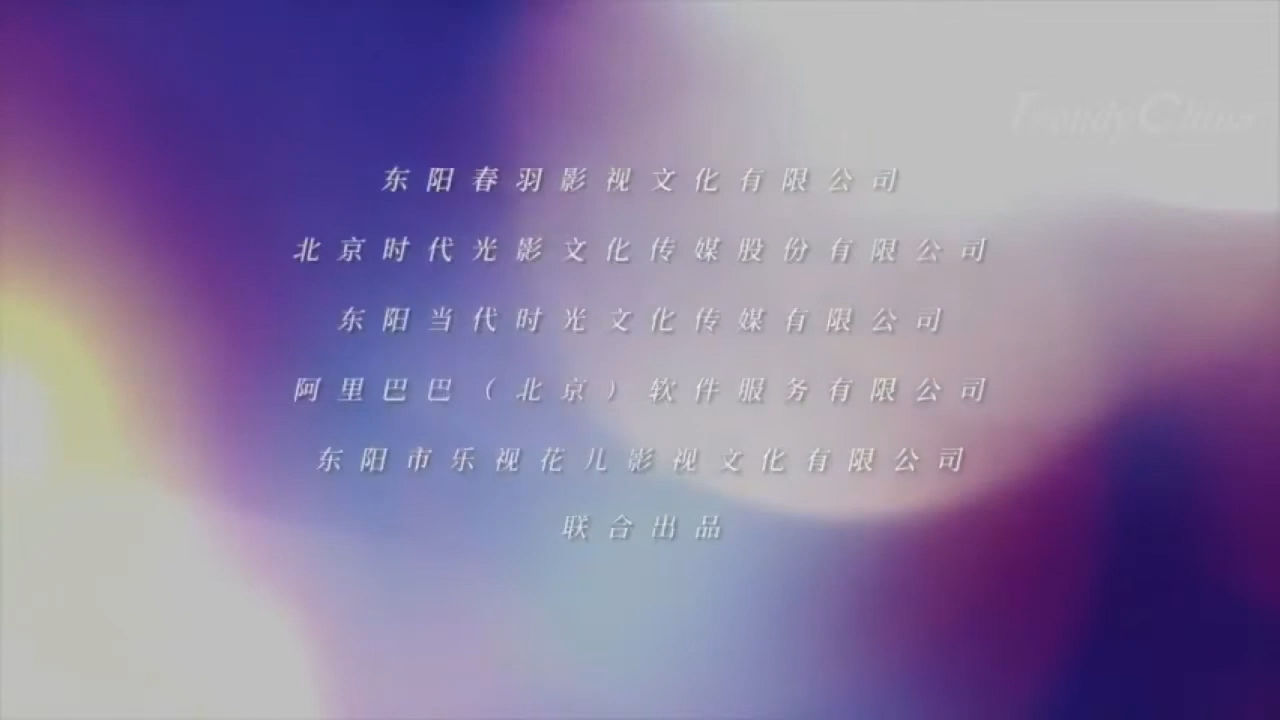 TrendyChina
东阳春羽影视文化有限公司
北京时代光影文化传媒股份有限公司
东阳当代时光文化传媒有限公司
阿里巴巴（北京）软件服务有限公司
东阳市乐视花儿影视文化有限公司
联合出品